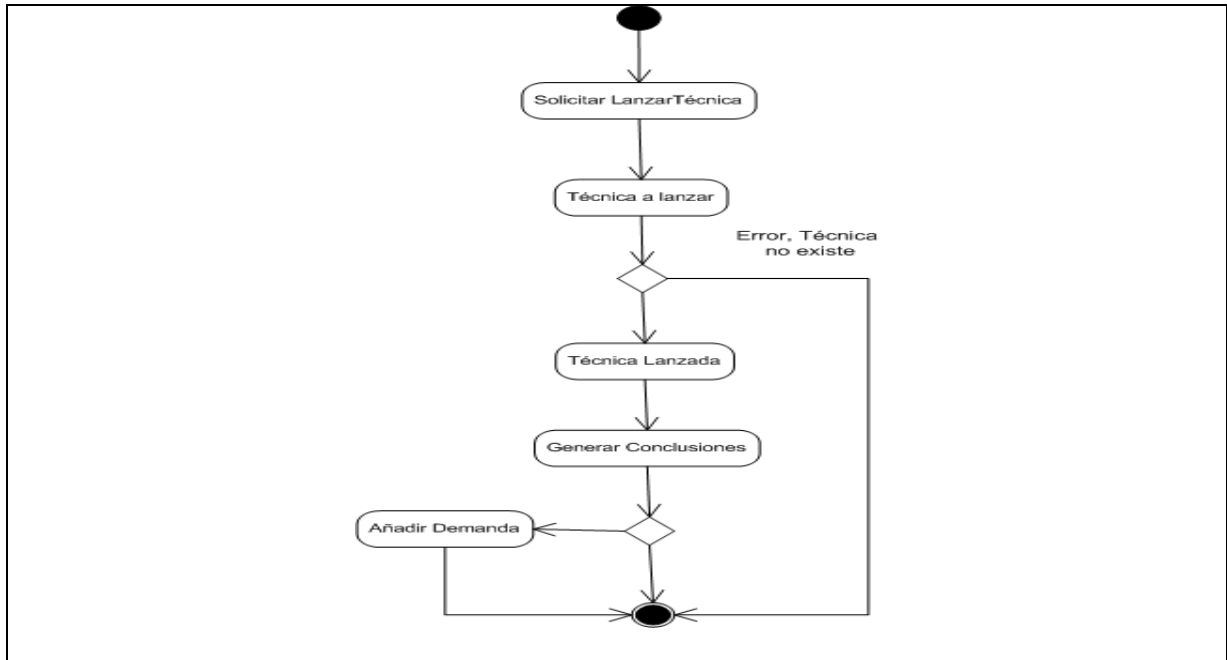 Solicitar LanzarTécnica
Técnica a lanzar
Error, Técnica
no existe
Técnica Lanzada
Generar Conclusiones
Añadir Demanda